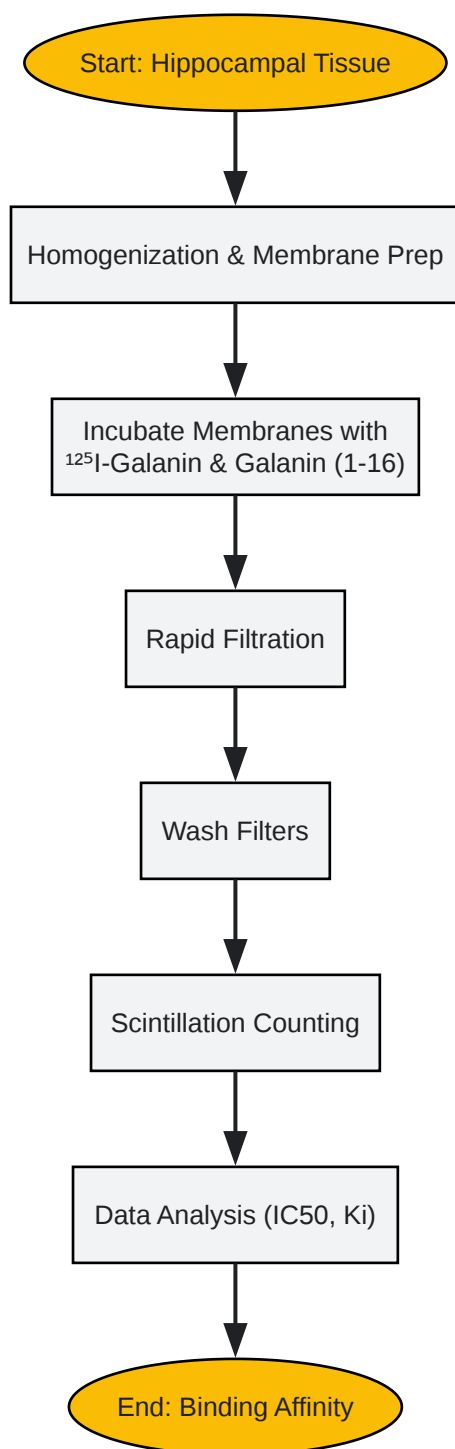 Start: Hippocampal Tissue
Homogenization & Membrane Prep
Incubate Membranes with
¹²⁵I-Galanin & Galanin (1-16)
Rapid Filtration
Wash Filters
Scintillation Counting
Data Analysis (IC50, Ki)
End: Binding Affinity